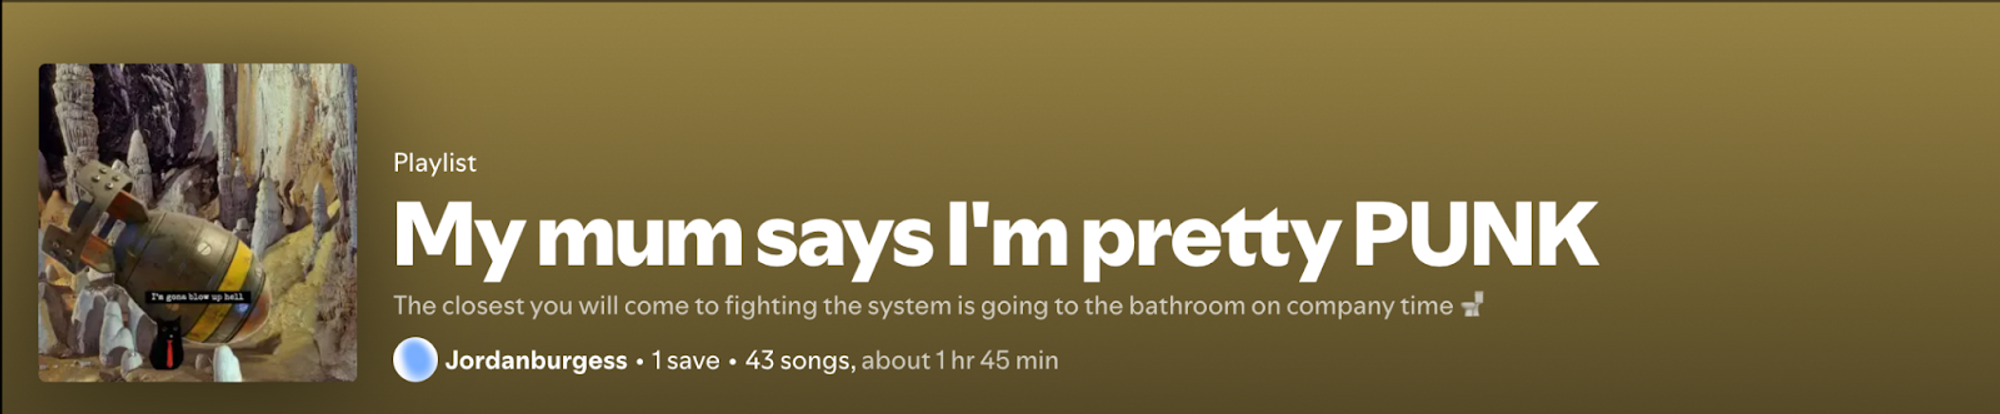 Playlist
My mum says I'm pretty PUNK
The closest you will come to fighting the system is going to the bathroom on company time 🚽
Jordanburgess • 1 save • 43 songs, about 1 hr 45 min
I'm gona blow up hell